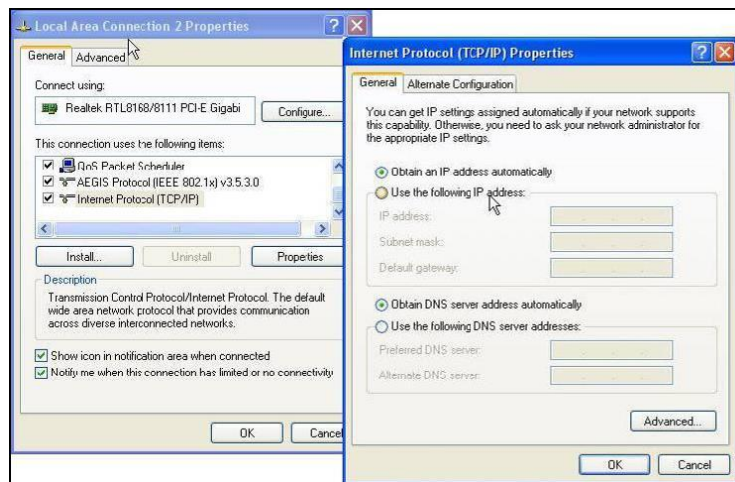 Local Area Connection 2 Properties
General
Advanced
Connect using:
Realtek RTL8168/8111 PCI-E Gigabi
Configure...
This connection uses the following items:
QoS Packet Scheduler
AEGIS Protocol (IEEE 802.1x) v3.5.3.0
Internet Protocol (TCP/IP)
Install...
Uninstall
Properties
Description
Transmission Control Protocol/Internet Protocol. The default
wide area network protocol that provides communication
across diverse interconnected networks.
Show icon in notification area when connected
Notify me when this connection has limited or no connectivity
OK
Cancel
Internet Protocol (TCP/IP) Properties
General
Alternate Configuration
You can get IP settings assigned automatically if your network supports
this capability. Otherwise, you need to ask your network administrator for
the appropriate IP settings.
Obtain an IP address automatically
Use the following IP address:
IP address:
Subnet mask:
Default gateway:
Obtain DNS server address automatically
Use the following DNS server addresses:
Preferred DNS server:
Alternate DNS server:
Advanced...
OK
Cancel